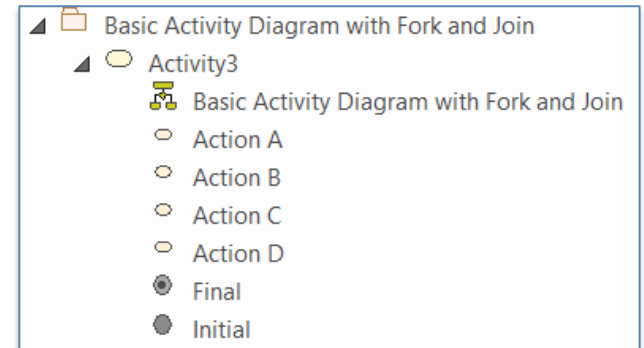 Basic Activity Diagram with Fork and Join
Activity3
Basic Activity Diagram with Fork and Join
Action A
Action B
Action C
Action D
Final
Initial